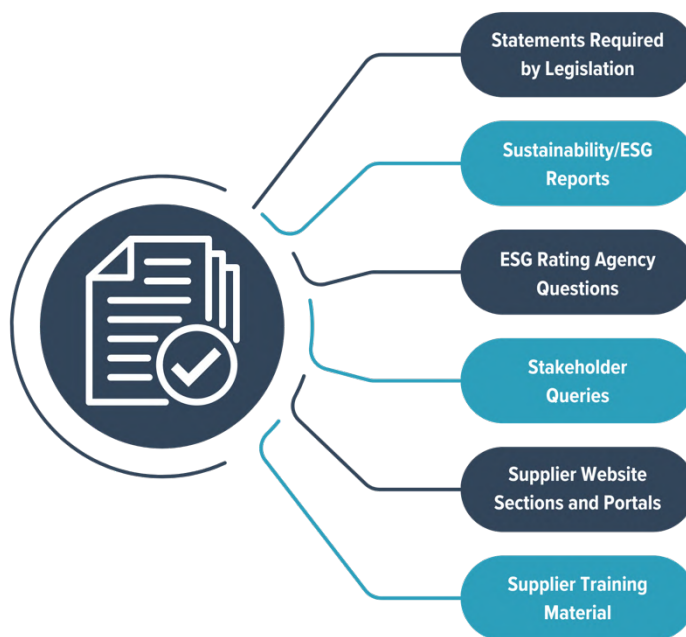 Statements Required
by Legislation
Sustainability/ESG
Reports
ESG Rating Agency
Questions
Stakeholder
Queries
Supplier Website
Sections and Portals
Supplier Training
Material